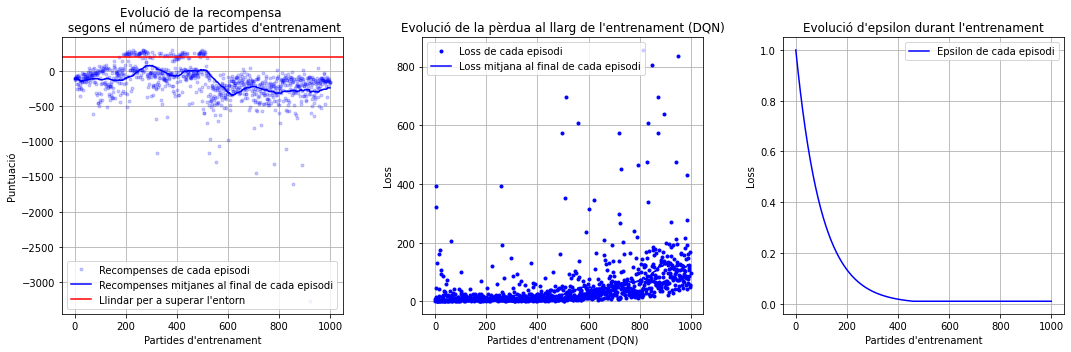 Evolució de la recompensa
segons el número de partides d'entrenament
Puntuació
0
−500
−1000
−1500
−2000
−2500
−3000
Recompenses de cada episodi
Recompenses mitjanes al final de cada episodi
Llindar per a superar l'entorn
0 200 400 600 800 1000
Partides d'entrenament
Evolució de la pèrdua al llarg de l'entrenament (DQN)
Loss de cada episodi
Loss mitjana al final de cada episodi
Loss
800
600
400
200
0
0 200 400 600 800 1000
Partides d'entrenament (DQN)
Evolució d'epsilon durant l'entrenament
Epsilon de cada episodi
Loss
1.0
0.8
0.6
0.4
0.2
0.0
0 200 400 600 800 1000
Partides d'entrenament